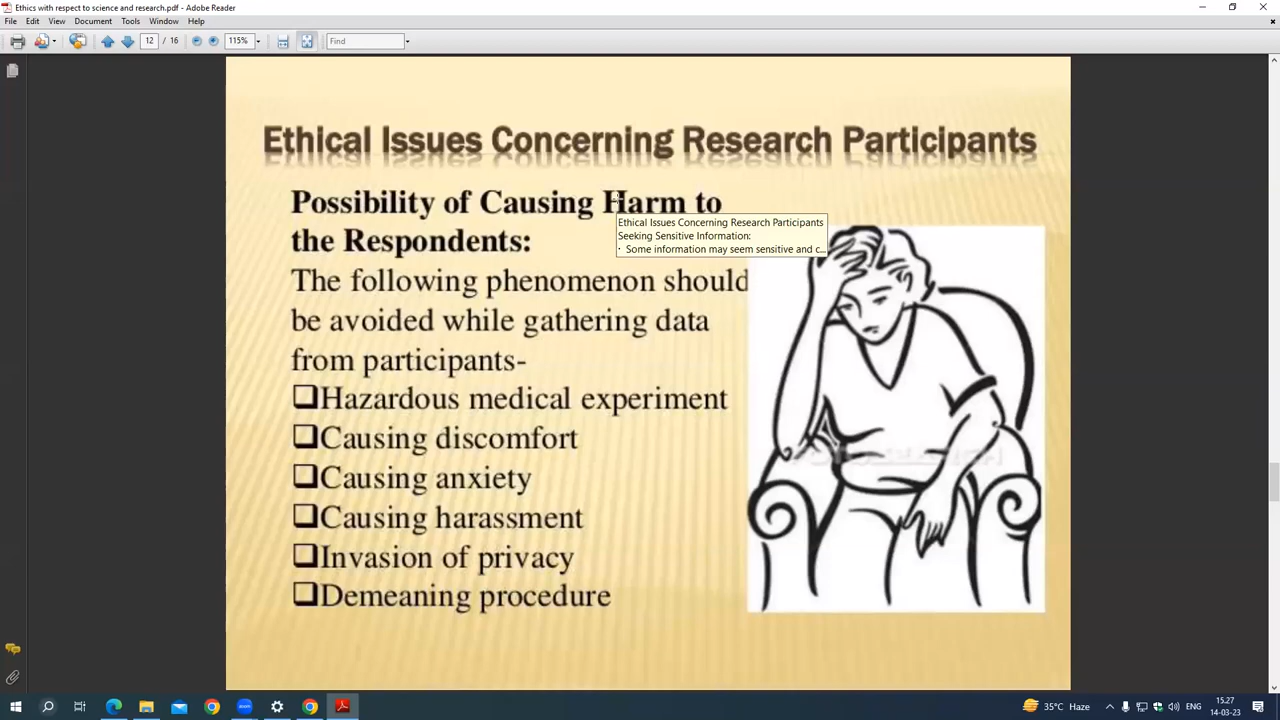 Ethics with respect to science and research.pdf - Adobe Reader
File Edit View Document Tools Window Help
12 / 16 115% Find
Ethical Issues Concerning Research Participants
Possibility of Causing Harm to
the Respondents:
Ethical Issues Concerning Research Participants
Seeking Sensitive Information:
· Some information may seem sensitive and c...
The following phenomenon should
be avoided while gathering data
from participants-
❑Hazardous medical experiment
❑Causing discomfort
❑Causing anxiety
❑Causing harassment
❑Invasion of privacy
❑Demeaning procedure
zoom
35°C Haze
ENG
15.27
14-03-23